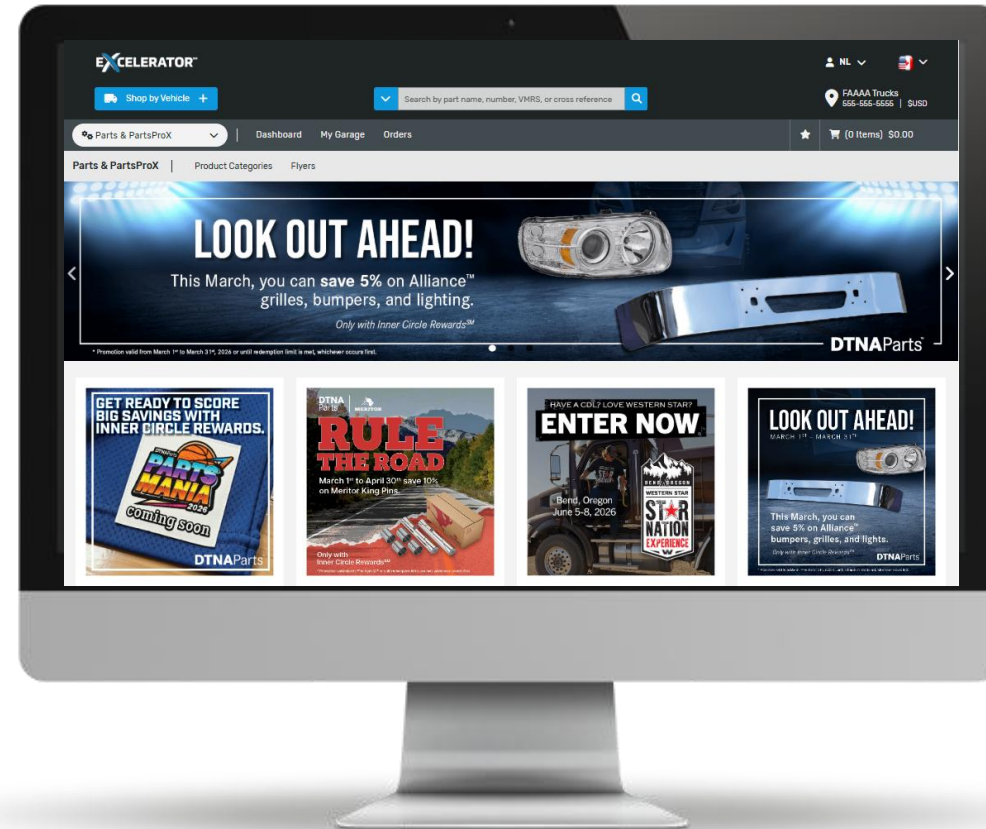 EXCELERATOR™
NL
Shop by Vehicle +
Search by part name, number, VMRS, or cross reference
FAAAA Trucks
555-555-5555 | $USD
Parts & PartsProX
Dashboard My Garage Orders
(0 Items) $0.00
Parts & PartsProX | Product Categories Flyers
LOOK OUT AHEAD!
This March, you can save 5% on Alliance™
grilles, bumpers, and lighting.
Only with Inner Circle Rewards℠
* Promotion valid from March 1ˢᵗ to March 31ˢᵗ, 2026 or until redemption limit is met, whichever occurs first.
DTNAParts
GET READY TO SCORE
BIG SAVINGS WITH
INNER CIRCLE REWARDS.
DTNAParts
PARTS
MANIA
2026
coming soon
DTNAParts
DTNA
Parts
MERITOR
RULE
THE ROAD
March 1ˢᵗ to April 30ᵗʰ save 10%
on Meritor King Pins.
Only with
Inner Circle Rewards℠
HAVE A CDL? LOVE WESTERN STAR?
ENTER NOW
Bend, Oregon
June 5-8, 2026
BEND, OREGON
WESTERN STAR
STAR
NATION
EXPERIENCE
LOOK OUT AHEAD!
MARCH 1ˢᵗ - MARCH 31ˢᵗ
This March, you can
save 5% on Alliance™
bumpers, grilles, and lights.
Only with Inner Circle Rewards℠
DTNAParts